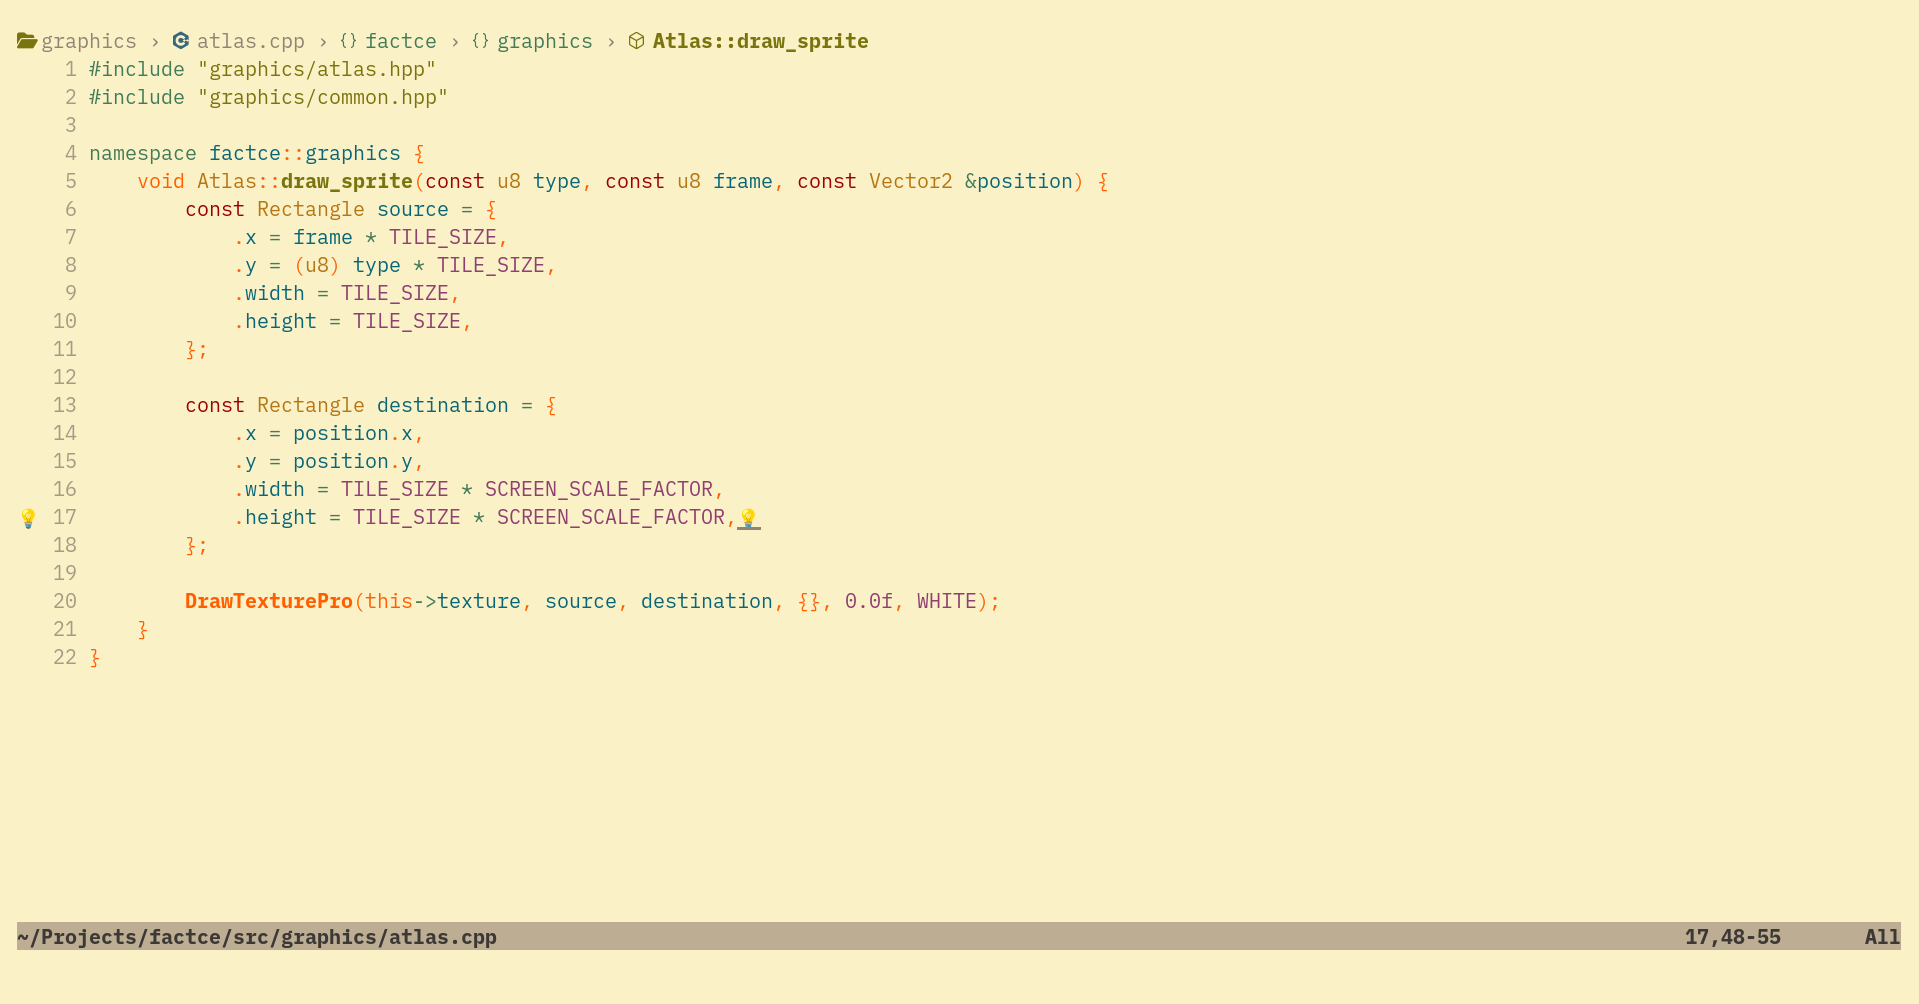 graphics › atlas.cpp › {} factce › {} graphics › Atlas::draw_sprite
1 #include "graphics/atlas.hpp"
2 #include "graphics/common.hpp"
3
4 namespace factce::graphics {
5     void Atlas::draw_sprite(const u8 type, const u8 frame, const Vector2 &position) {
6         const Rectangle source = {
7             .x = frame * TILE_SIZE,
8             .y = (u8) type * TILE_SIZE,
9             .width = TILE_SIZE,
10             .height = TILE_SIZE,
11         };
12
13         const Rectangle destination = {
14             .x = position.x,
15             .y = position.y,
16             .width = TILE_SIZE * SCREEN_SCALE_FACTOR,
17             .height = TILE_SIZE * SCREEN_SCALE_FACTOR,
18         };
19
20         DrawTexturePro(this->texture, source, destination, {}, 0.0f, WHITE);
21     }
22 }
~/Projects/factce/src/graphics/atlas.cpp 17,48-55 All